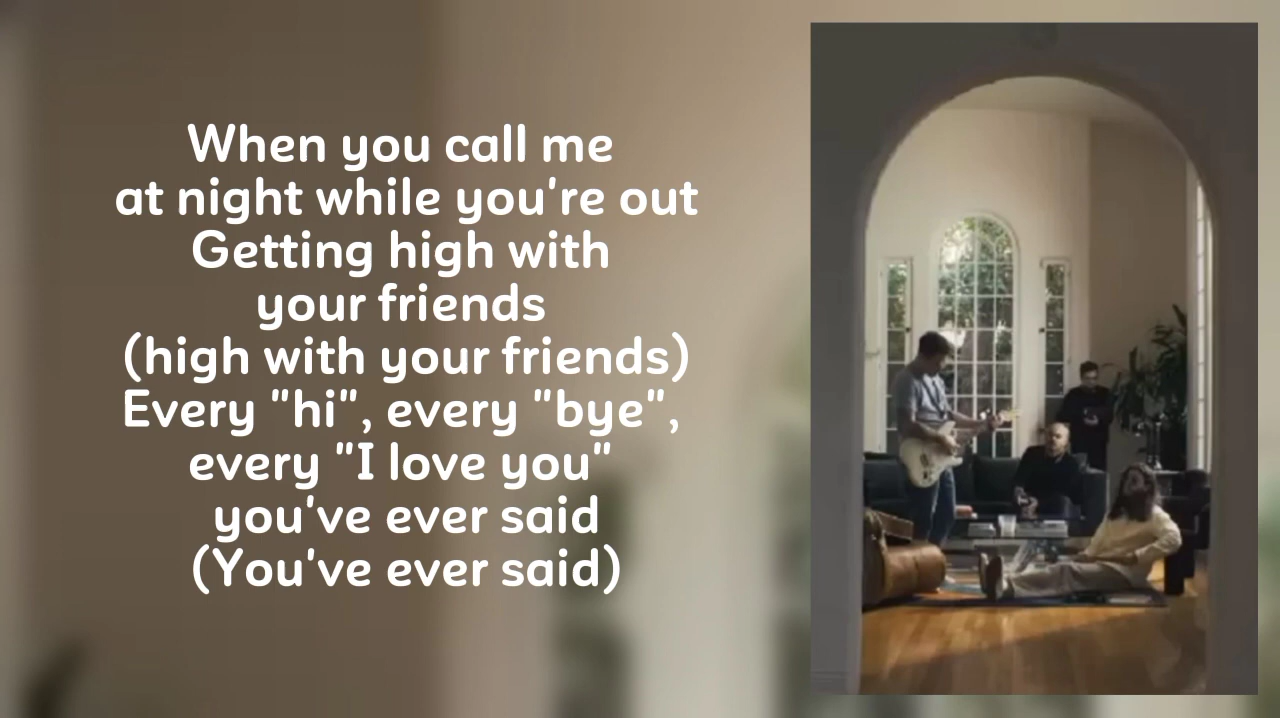 When you call me
at night while you're out
Getting high with
your friends
(high with your friends)
Every "hi", every "bye",
every "I love you"
you've ever said
(You've ever said)